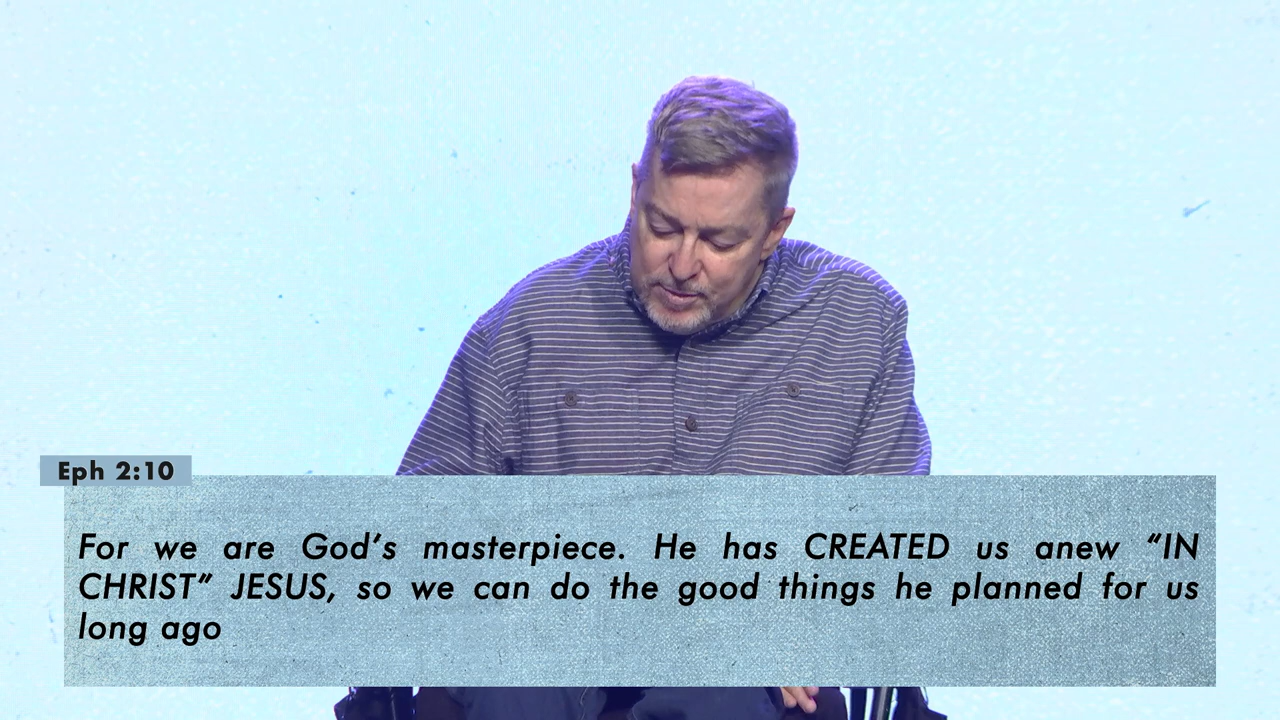 Eph 2:10
For we are God’s masterpiece. He has CREATED us anew “IN
CHRIST” JESUS, so we can do the good things he planned for us
long ago